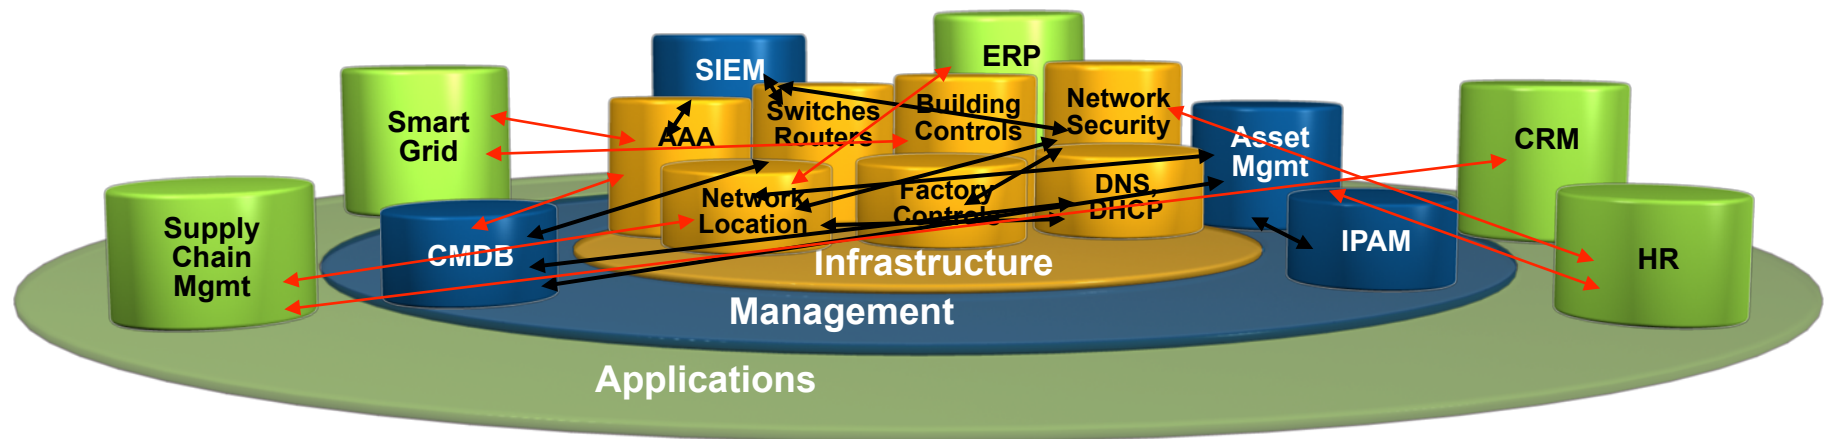 SIEM
ERP
Smart
Grid
AAA
Switches
Routers
Building
Controls
Network
Security
Asset
Mgmt
CRM
Supply
Chain
Mgmt
CMDB
Network
Location
Factory
Controls
DNS,
DHCP
IPAM
HR
Infrastructure
Management
Applications